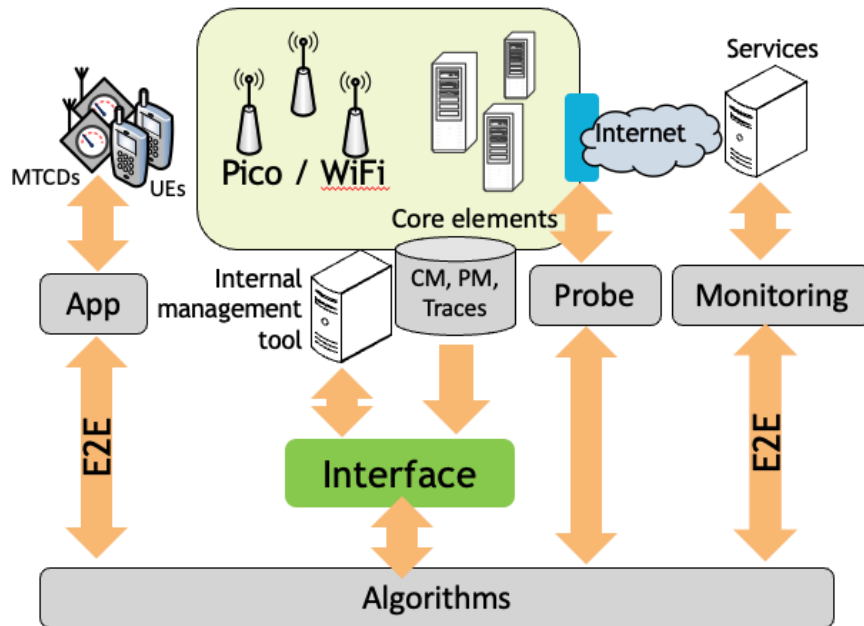 Services
Internet
MTCDs
UEs
Pico / WiFi
Core elements
Internal
management
tool
CM, PM,
Traces
App
Probe
Monitoring
E2E
E2E
Interface
Algorithms